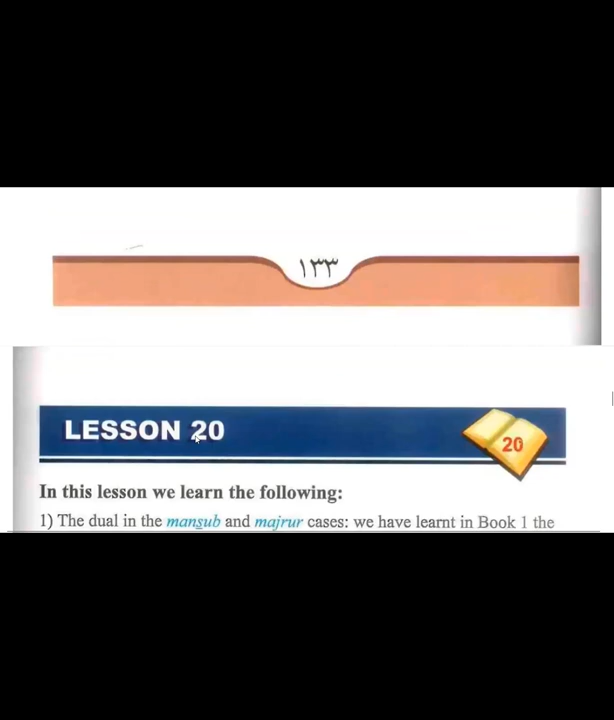 ١٣٣
LESSON 20
20
In this lesson we learn the following:
1) The dual in the mansub and majrur cases: we have learnt in Book 1 the